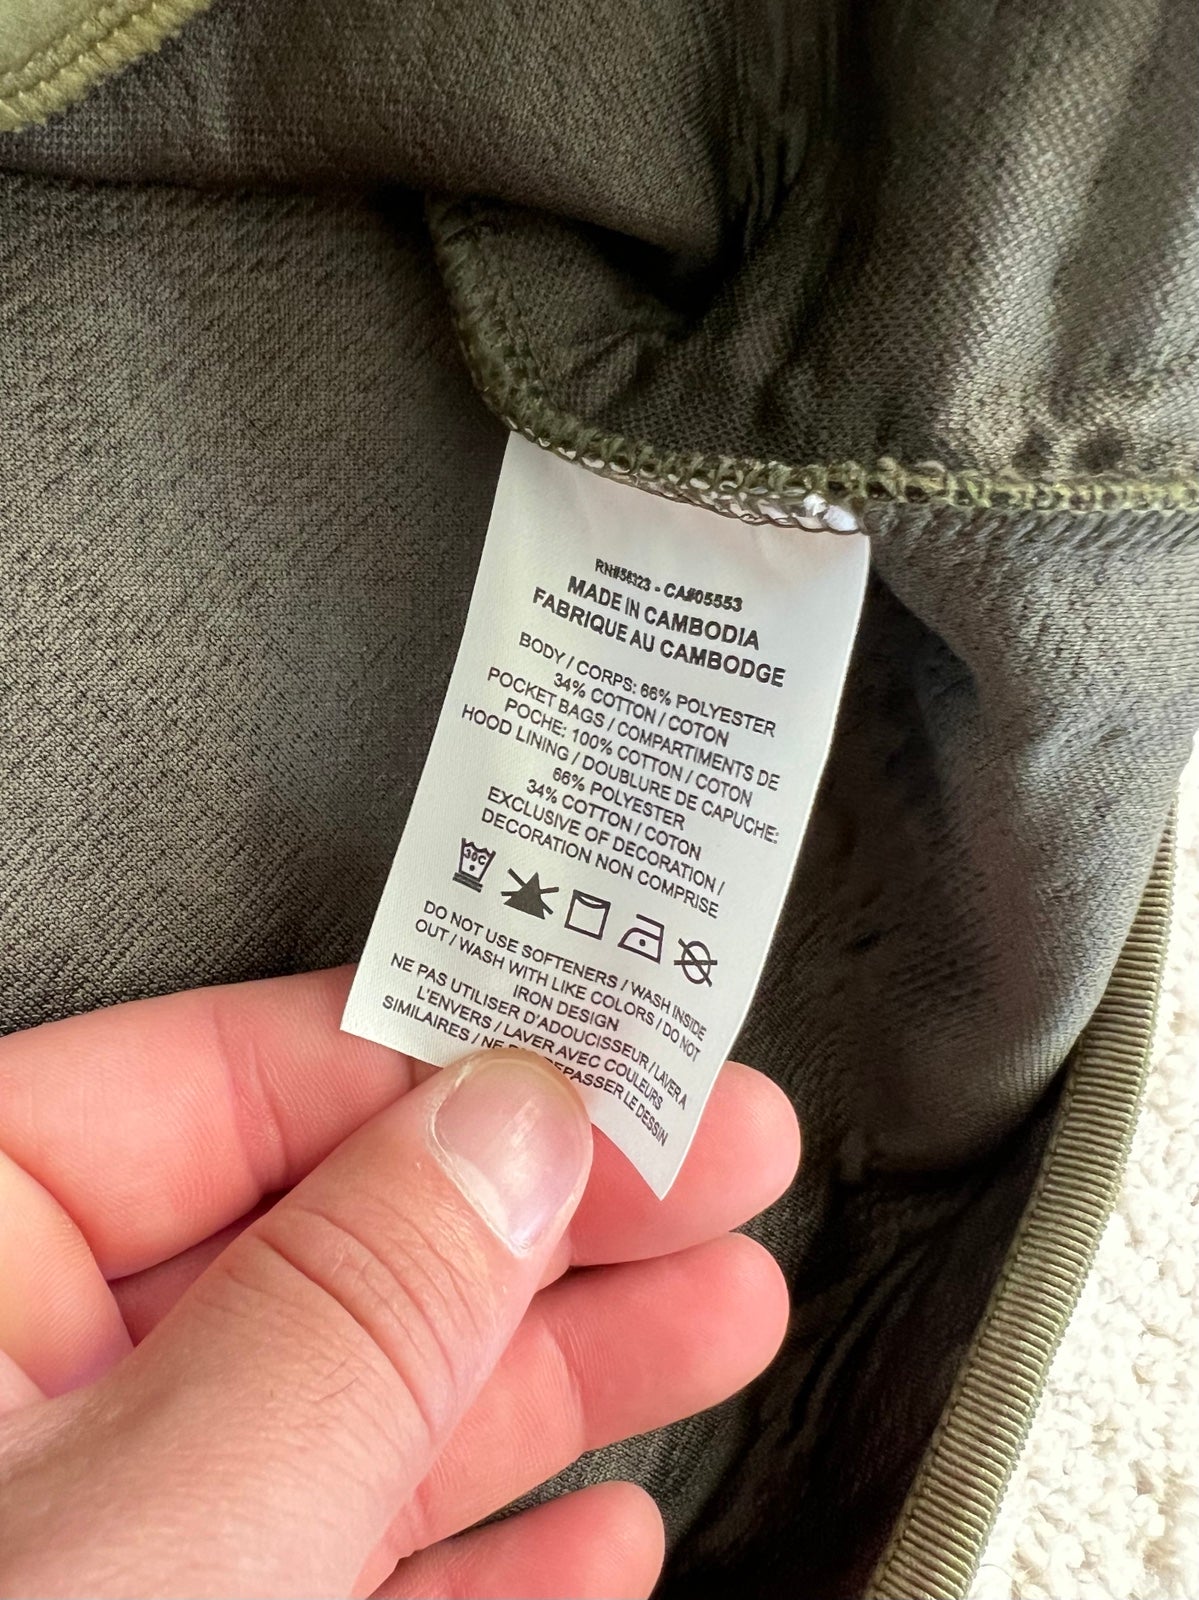 RN#56323 - CA#05553
MADE IN CAMBODIA
FABRIQUE AU CAMBODGE
BODY / CORPS: 66% POLYESTER
34% COTTON / COTON
POCKET BAGS / COMPARTIMENTS DE
POCHE: 100% COTTON / COTON
HOOD LINING / DOUBLURE DE CAPUCHE:
66% POLYESTER
34% COTTON / COTON
EXCLUSIVE OF DECORATION /
DECORATION NON COMPRISE
30C
DO NOT USE SOFTENERS / WASH INSIDE
OUT / WASH WITH LIKE COLORS / DO NOT
IRON DESIGN
NE PAS UTILISER D'ADOUCISSEUR / LAVER A
L'ENVERS / LAVER AVEC COULEURS
SIMILAIRES / NE LE DESSIN